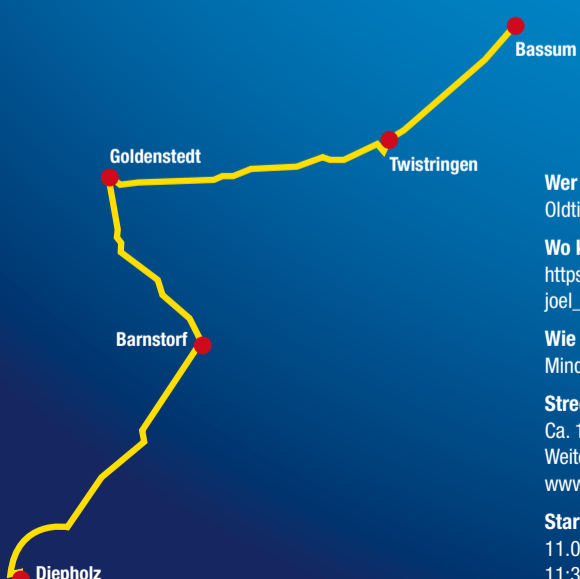 Bassum
Twistringen
Goldenstedt
Barnstorf
Diepholz
Wer
Oldti
Wo
https
joel_
Wie
Mind
Stre
Ca. 1
Weite
www
Star
11.0
11:3